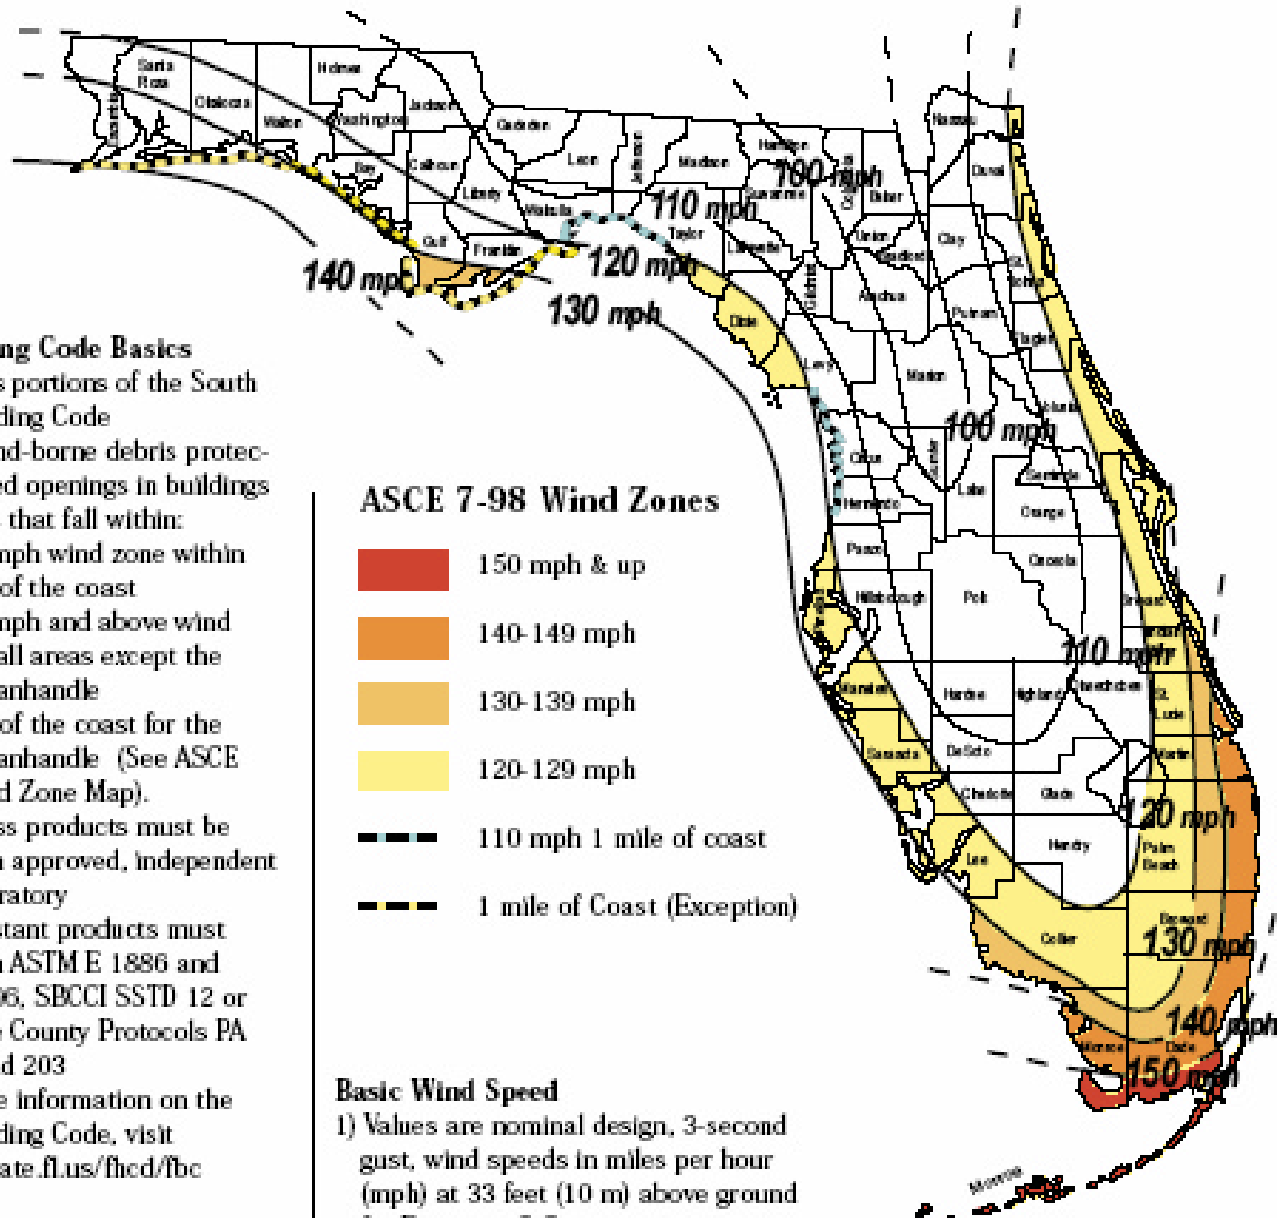 Santa
Rosa
Holmes
Okaloosa
Walton
Washington
Jackson
Bay
Calhoun
Gulf
Liberty
Franklin
Gadsden
Leon
Wakulla
Jefferson
Madison
Taylor
Hamilton
Suwannee
Lafayette
Dixie
Baker
Nassau
Duval
Union
Bradford
Clay
Gilchrist
Alachua
Putnam
Flagler
Levy
Marion
Volusia
Citrus
Sumter
Hernando
Lake
Seminole
Orange
Pasco
Osceola
Hillsborough
Polk
Pinellas
Brevard
Manatee
Hardee
Highlands
Okeechobee
St.
Lucie
Sarasota
DeSoto
Martin
Charlotte
Glades
Lee
Hendry
Palm
Beach
Collier
Broward
Monroe
Dade
Monroe
100 mph
110 mph
120 mph
130 mph
140 mph
100 mph
110 mph
120 mph
130 mph
140 mph
150 mph
ng Code Basics
s portions of the South
ding Code
nd-borne debris protec-
ed openings in buildings
that fall within:
mph wind zone within
of the coast
mph and above wind
all areas except the
anhandle
of the coast for the
anhandle (See ASCE
d Zone Map).
ss products must be
n approved, independent
ratory
stant products must
n ASTM E 1886 and
96, SBCCI SSTD 12 or
e County Protocols PA
nd 203
e information on the
ding Code, visit
ate.fl.us/fhcd/fbc
ASCE 7-98 Wind Zones
150 mph & up
140-149 mph
130-139 mph
120-129 mph
110 mph 1 mile of coast
1 mile of Coast (Exception)
Basic Wind Speed
1) Values are nominal design, 3-second
gust, wind speeds in miles per hour
(mph) at 33 feet (10 m) above ground